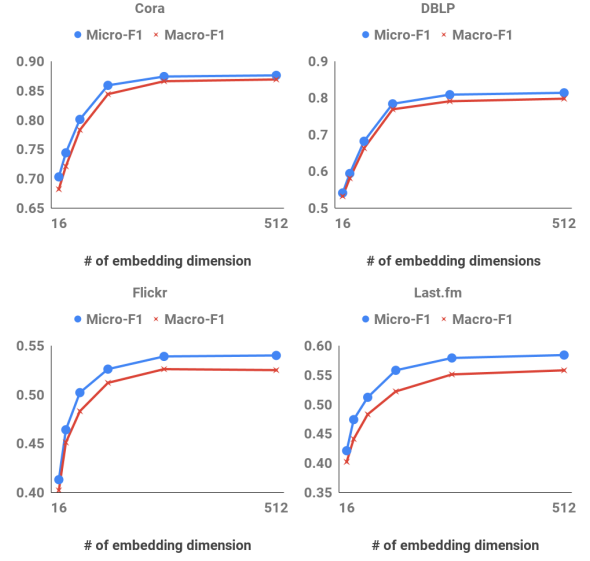 Cora
Micro-F1 Macro-F1
0.90
0.85
0.80
0.75
0.70
0.65
16 512
# of embedding dimension
DBLP
Micro-F1 Macro-F1
0.9
0.8
0.7
0.6
0.5
16 512
# of embedding dimensions
Flickr
Micro-F1 Macro-F1
0.55
0.50
0.45
0.40
16 512
# of embedding dimension
Last.fm
Micro-F1 Macro-F1
0.60
0.55
0.50
0.45
0.40
0.35
16 512
# of embedding dimension